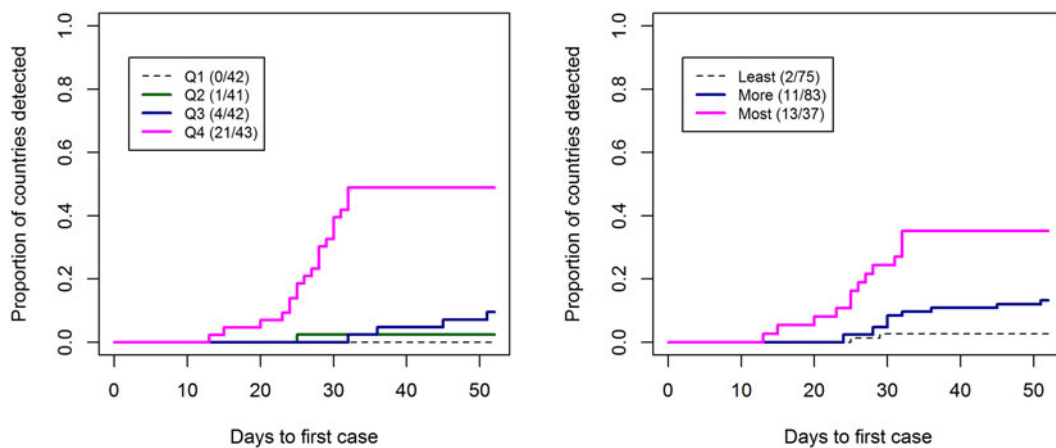 Proportion of countries detected
1.0
0.8
0.6
0.4
0.2
0.0
Q1 (0/42)
Q2 (1/41)
Q3 (4/42)
Q4 (21/43)
0 10 20 30 40 50
Days to first case
Proportion of countries detected
1.0
0.8
0.6
0.4
0.2
0.0
Least (2/75)
More (11/83)
Most (13/37)
0 10 20 30 40 50
Days to first case